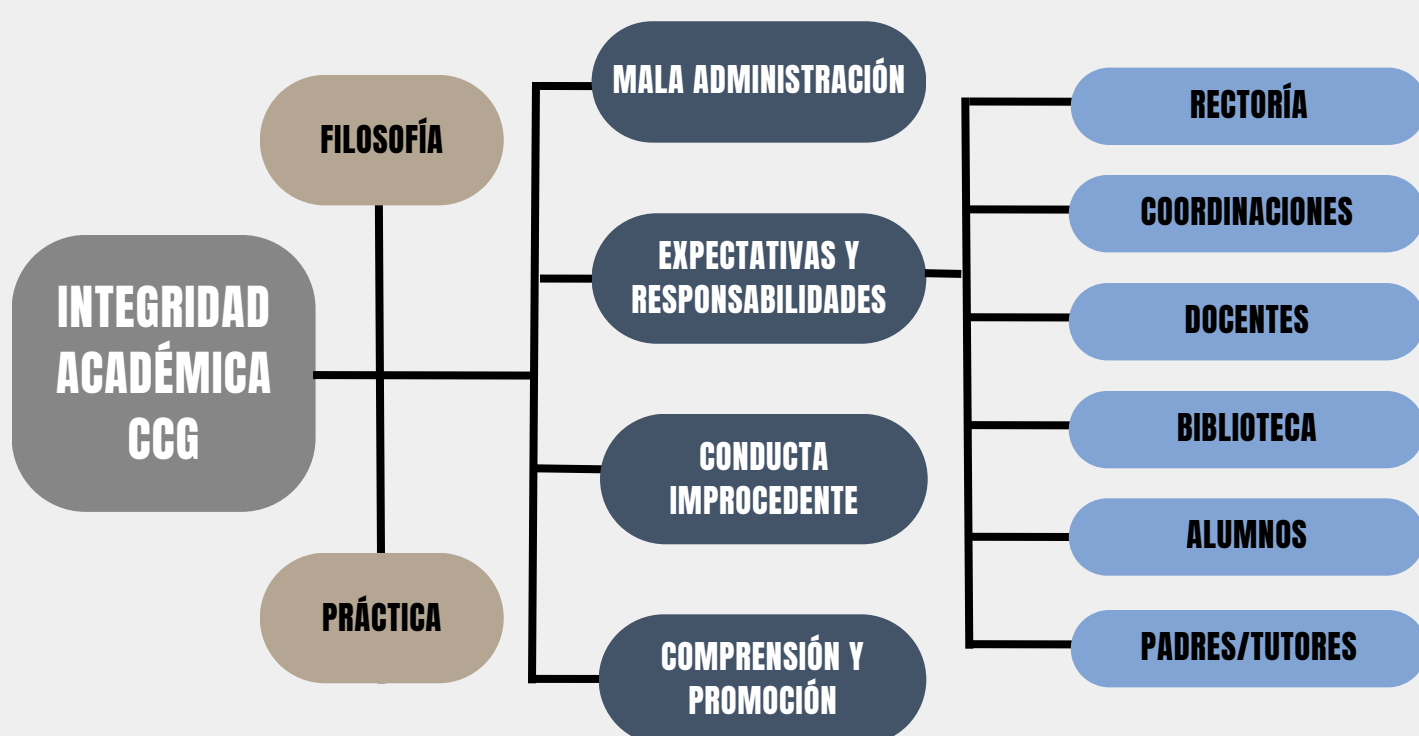 INTEGRIDAD
ACADÉMICA
CCG
FILOSOFÍA
PRÁCTICA
MALA ADMINISTRACIÓN
EXPECTATIVAS Y
RESPONSABILIDADES
CONDUCTA
IMPROCEDENTE
COMPRENSIÓN Y
PROMOCIÓN
RECTORÍA
COORDINACIONES
DOCENTES
BIBLIOTECA
ALUMNOS
PADRES/TUTORES